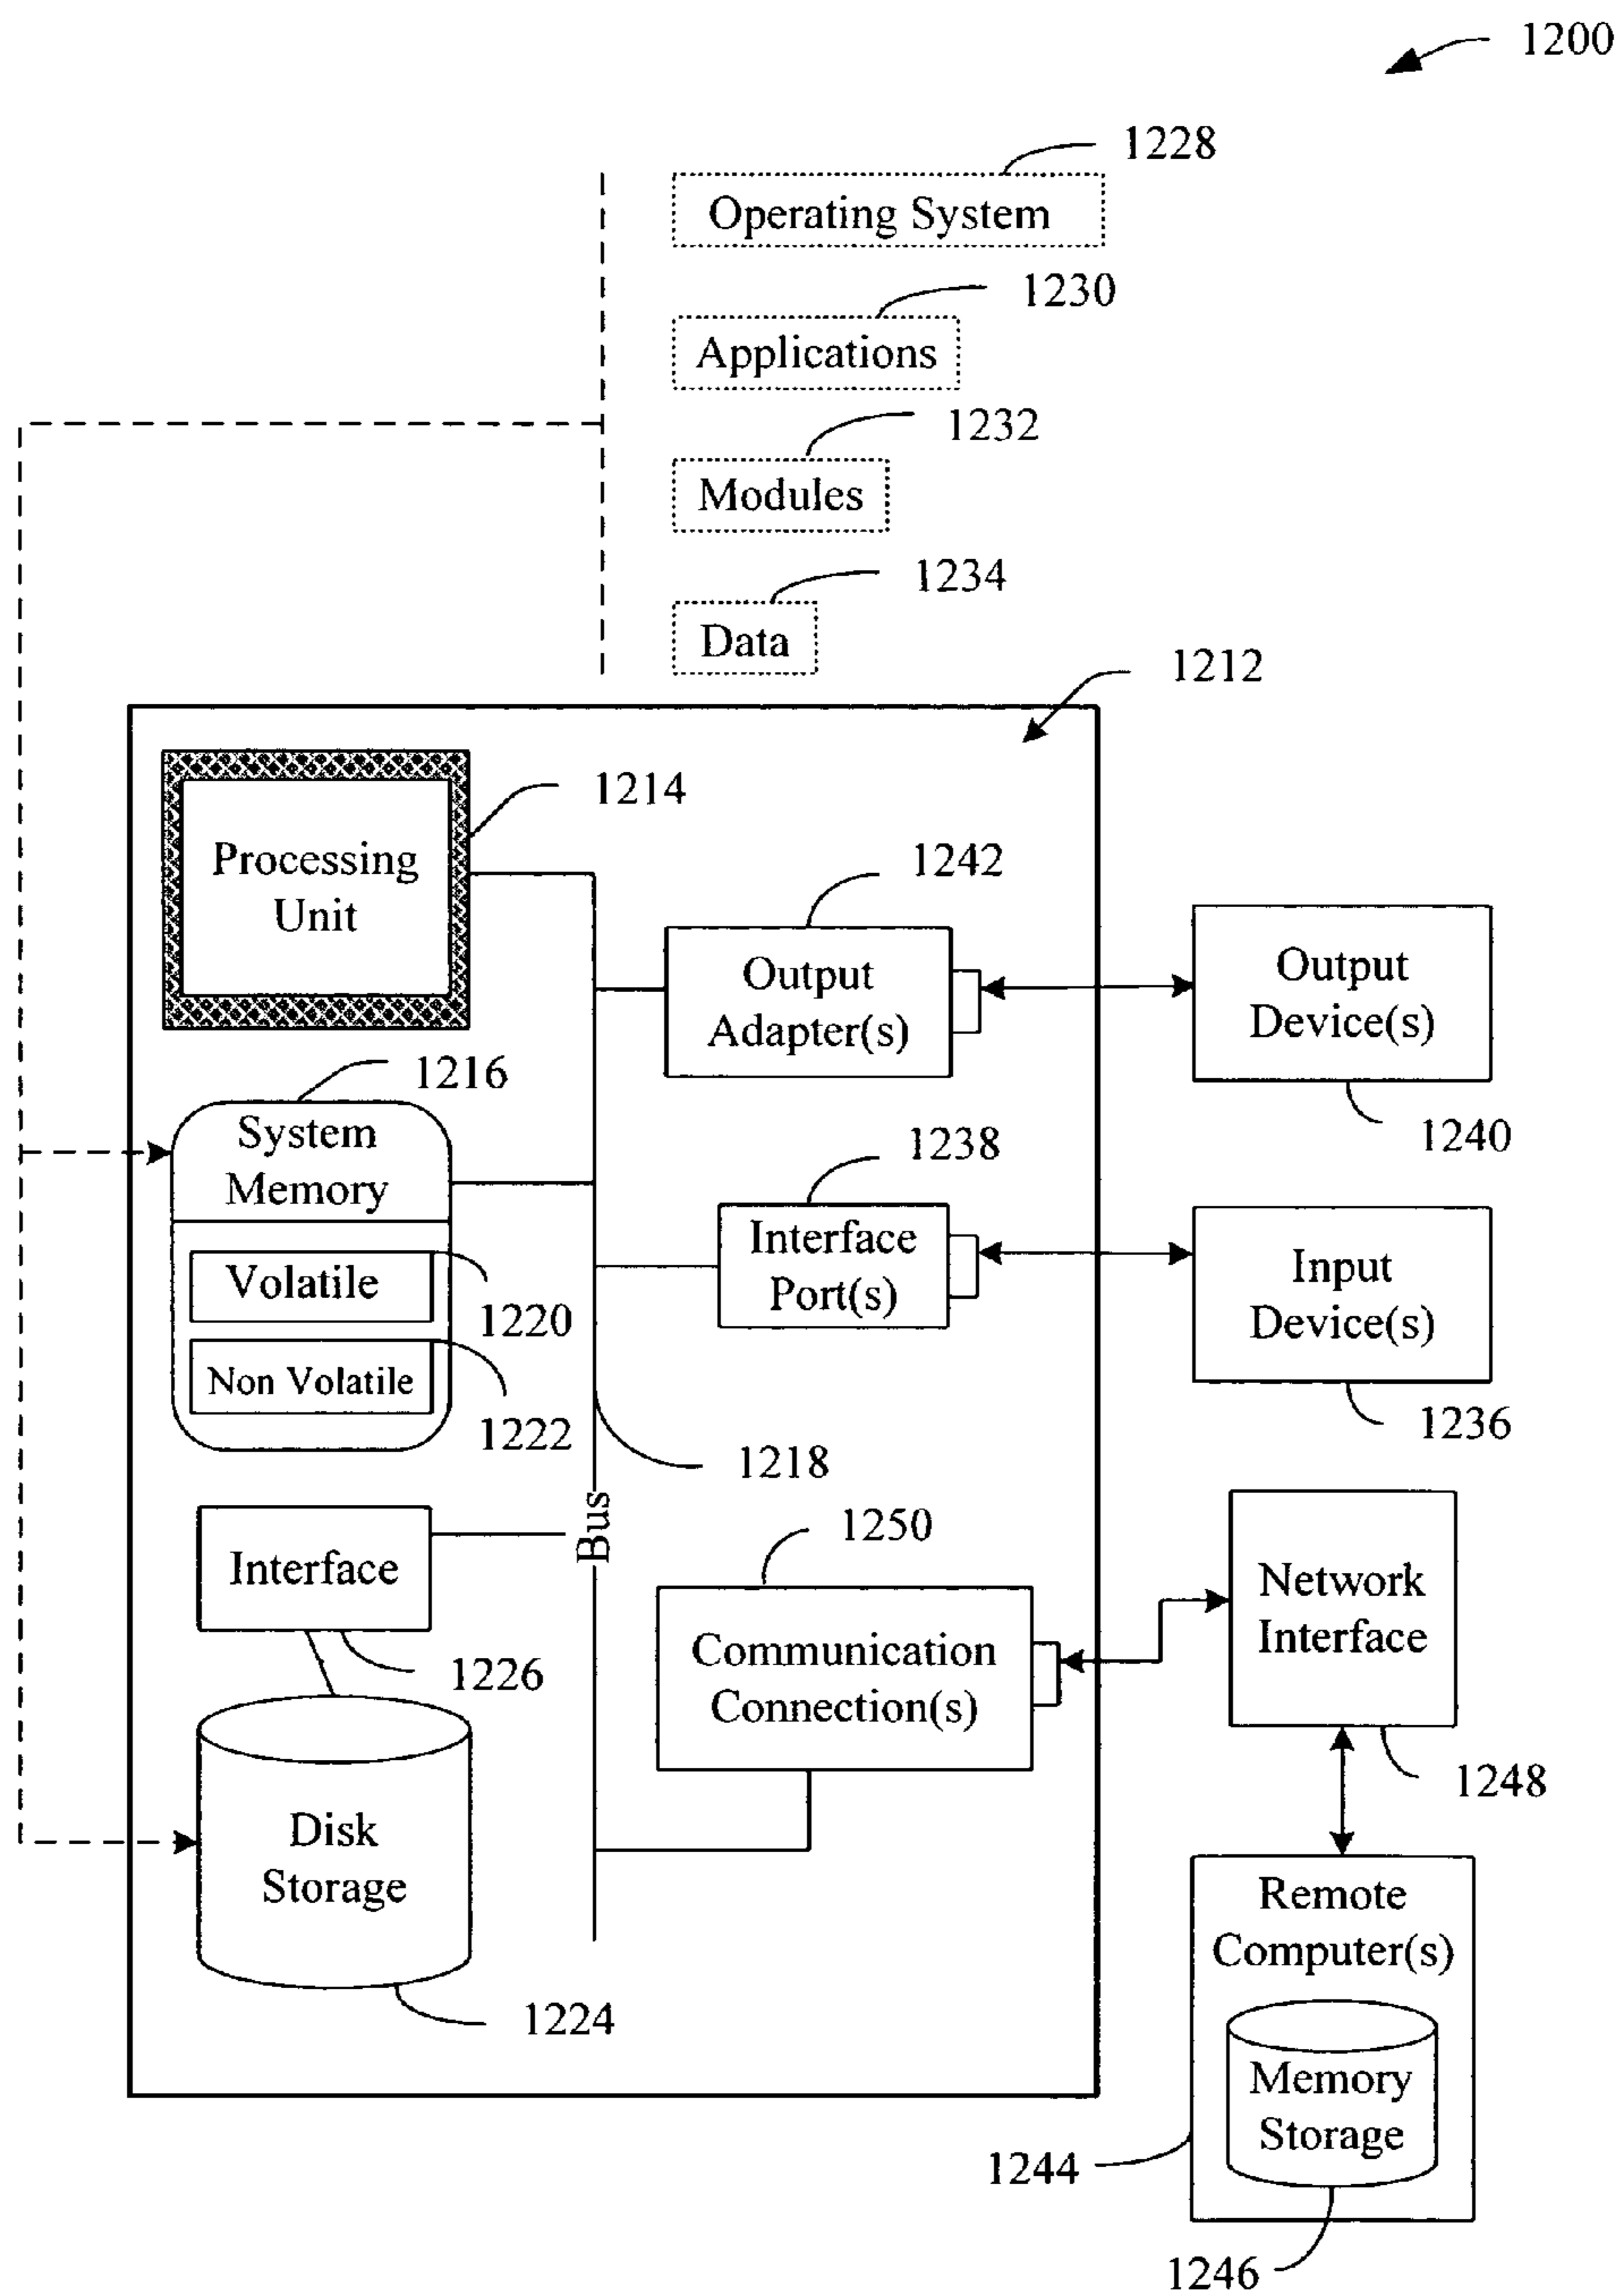 1200
1228
Operating System
1230
Applications
1232
Modules
1234
Data
1212
1214
Processing
Unit
1242
Output
Adapter(s)
Output
Device(s)
1240
1216
System
Memory
1238
Interface
Port(s)
Input
Device(s)
1236
Volatile
1220
Non Volatile
1222
1218
Bus
Interface
1226
1250
Communication
Connection(s)
Network
Interface
1248
Disk
Storage
1224
Remote
Computer(s)
Memory
Storage
1244
1246